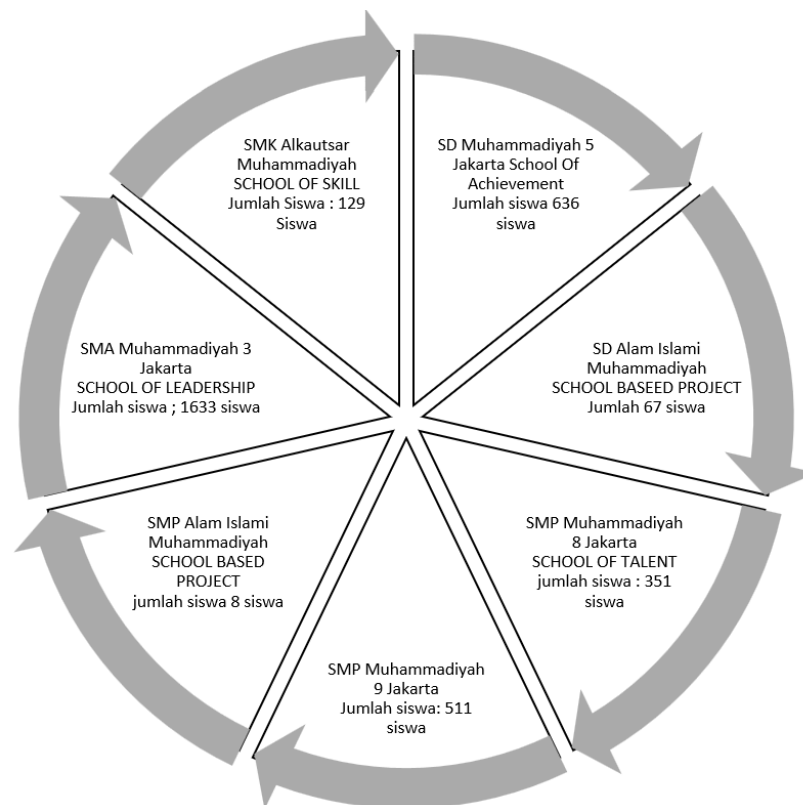 SMK Alkautsar
Muhammadiyah
SCHOOL OF SKILL
Jumlah Siswa : 129
Siswa
SD Muhammadiyah 5
Jakarta School Of
Achievement
Jumlah siswa 636
siswa
SD Alam Islami
Muhammadiyah
SCHOOL BASEED PROJECT
Jumlah 67 siswa
SMP Muhammadiyah
8 Jakarta
SCHOOL OF TALENT
jumlah siswa : 351
siswa
SMP Muhammadiyah
9 Jakarta
Jumlah siswa: 511
siswa
SMP Alam Islami
Muhammadiyah
SCHOOL BASED
PROJECT
jumlah siswa 8 siswa
SMA Muhammadiyah 3
Jakarta
SCHOOL OF LEADERSHIP
Jumlah siswa ; 1633 siswa